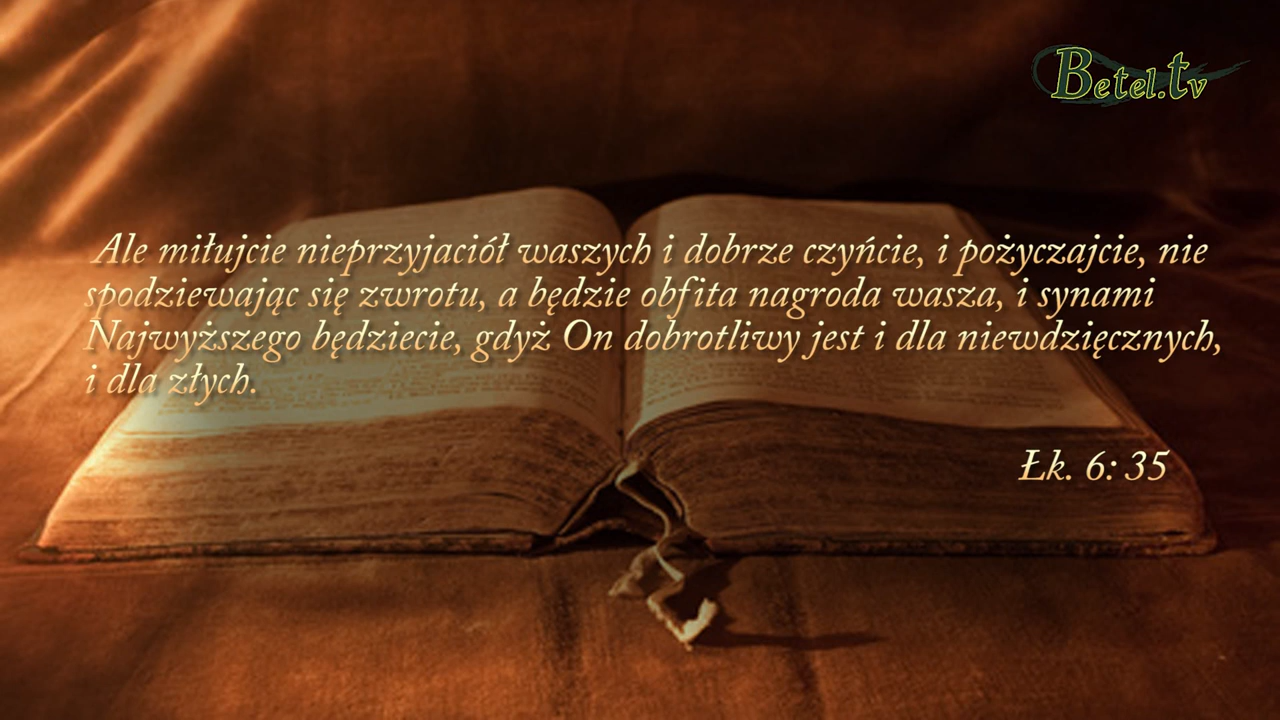 Betel.tv
Ale miłujcie nieprzyjaciół waszych i dobrze czyńcie, i pożyczajcie, nie
spodziewając się zwrotu, a będzie obfita nagroda wasza, i synami
Najwyższego będziecie, gdyż On dobrotliwy jest i dla niewdzięcznych,
i dla złych.
Łk. 6: 35